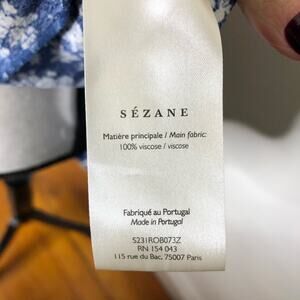 SÉZANE
Matière principale / Main fabric:
100% viscose / viscose
Fabriqué au Portugal
Made in Portugal
S231ROB073Z
RN 154 043
115 rue du Bac, 75007 Paris